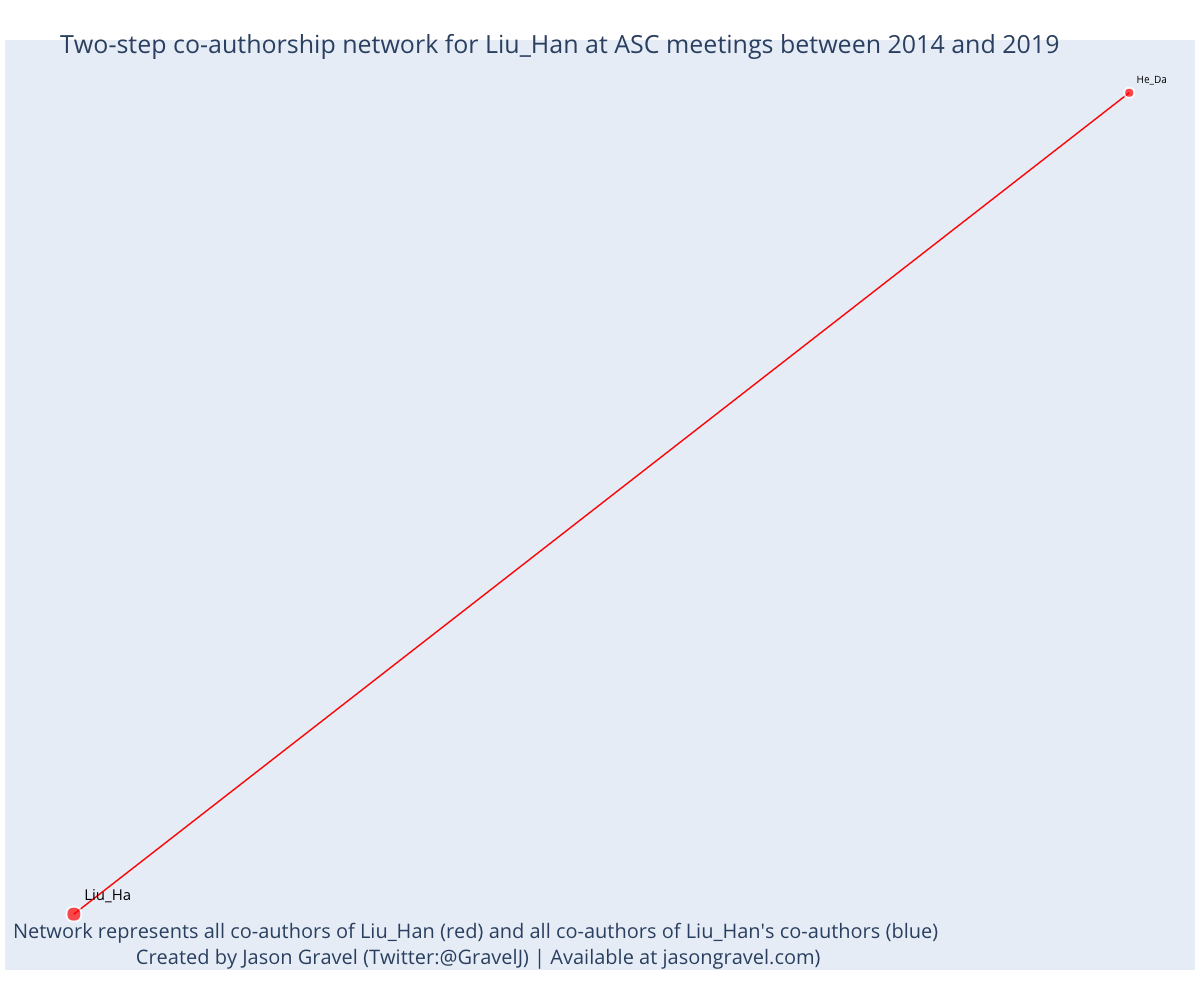 Two-step co-authorship network for Liu_Han at ASC meetings between 2014 and 2019
He_Da
Liu_Ha
Network represents all co-authors of Liu_Han (red) and all co-authors of Liu_Han's co-authors (blue)
Created by Jason Gravel (Twitter:@GravelJ) | Available at jasongravel.com)